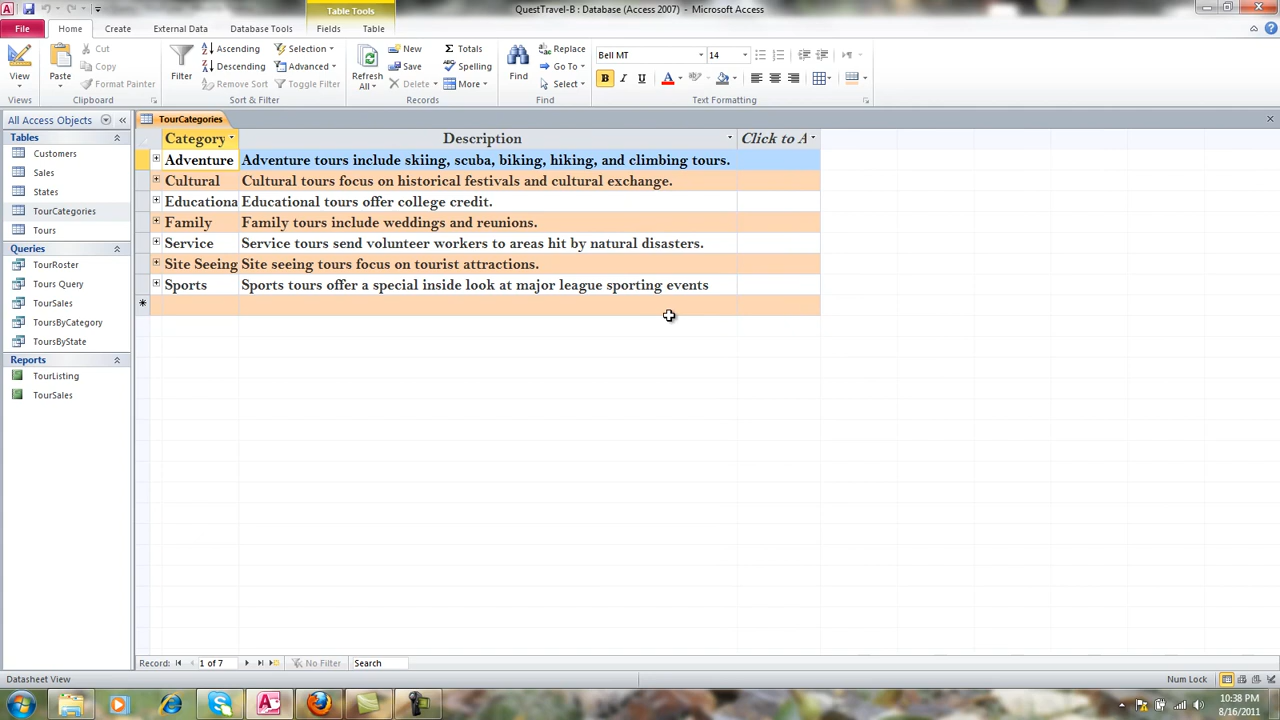 QuestTravel-B : Database (Access 2007) - Microsoft Access
Table Tools
File Home Create External Data Database Tools Fields Table
View
Views
Paste
Cut
Copy
Format Painter
Clipboard
Filter
Ascending
Descending
Remove Sort
Selection
Advanced
Toggle Filter
Sort & Filter
Refresh
All
New
Save
Delete
Totals
Spelling
More
Records
Find
Replace
Go To
Select
Find
Bell MT 14
B I U A
Text Formatting
All Access Objects
Tables
Customers
Sales
States
TourCategories
Tours
Queries
TourRoster
Tours Query
TourSales
ToursByCategory
ToursByState
Reports
TourListing
TourSales
TourCategories
Category Description Click to A
Adventure Adventure tours include skiing, scuba, biking, hiking, and climbing tours.
Cultural Cultural tours focus on historical festivals and cultural exchange.
Educationa Educational tours offer college credit.
Family Family tours include weddings and reunions.
Service Service tours send volunteer workers to areas hit by natural disasters.
Site Seeing Site seeing tours focus on tourist attractions.
Sports Sports tours offer a special inside look at major league sporting events
Record: 1 of 7 No Filter Search
Datasheet View Num Lock
10:38 PM
8/16/2011